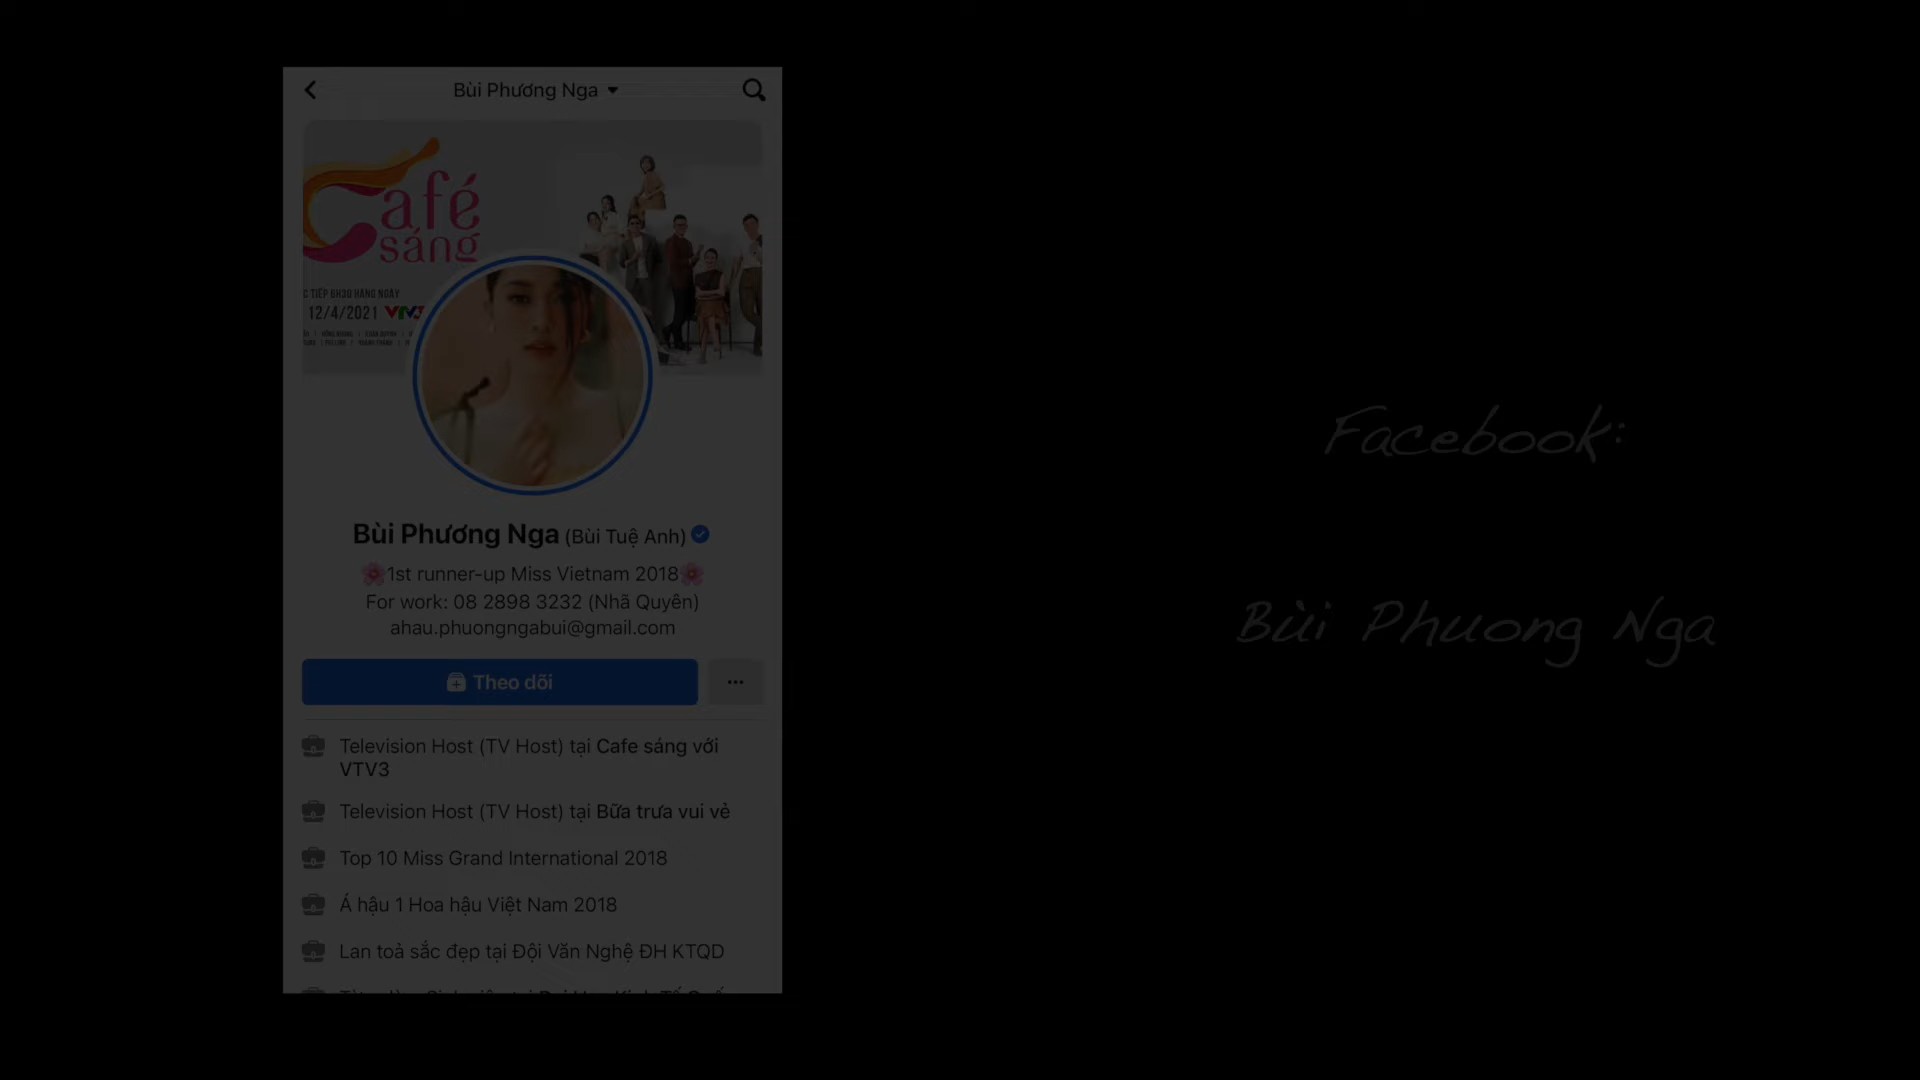 Bùi Phương Nga
Café
sáng
C TIẾP 6H30 HÀNG NGÀY
12/4/2021 VTV3
Bùi Phương Nga (Bùi Tuệ Anh)
🌸1st runner-up Miss Vietnam 2018🌸
For work: 08 2898 3232 (Nhã Quyên)
ahau.phuongngabui@gmail.com
Theo dõi
Television Host (TV Host) tại Cafe sáng với
VTV3
Television Host (TV Host) tại Bữa trưa vui vẻ
Top 10 Miss Grand International 2018
Á hậu 1 Hoa hậu Việt Nam 2018
Lan toả sắc đẹp tại Đội Văn Nghệ ĐH KTQD
Facebook:
Bùi Phuong Nga